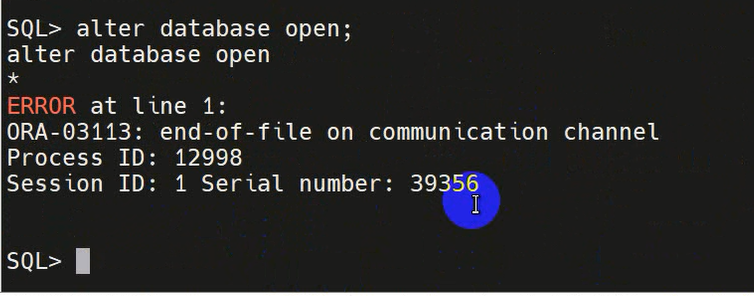 SQL> alter database open;
alter database open
*
ERROR at line 1:
ORA-03113: end-of-file on communication channel
Process ID: 12998
Session ID: 1 Serial number: 39356
SQL>